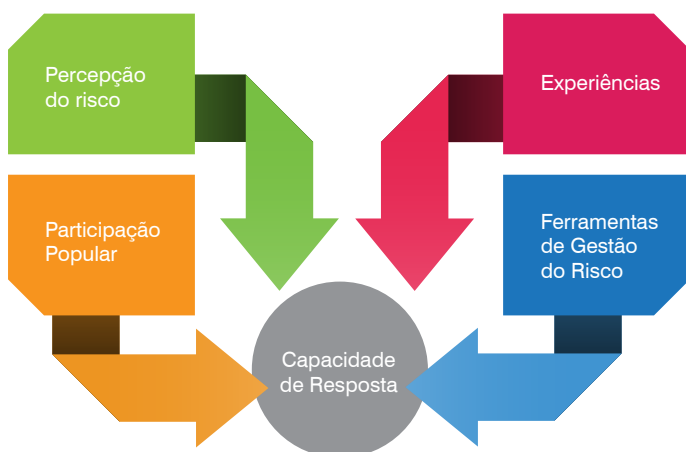 Percepção
do risco
Experiências
Participação
Popular
Ferramentas
de Gestão
do Risco
Capacidade
de Resposta